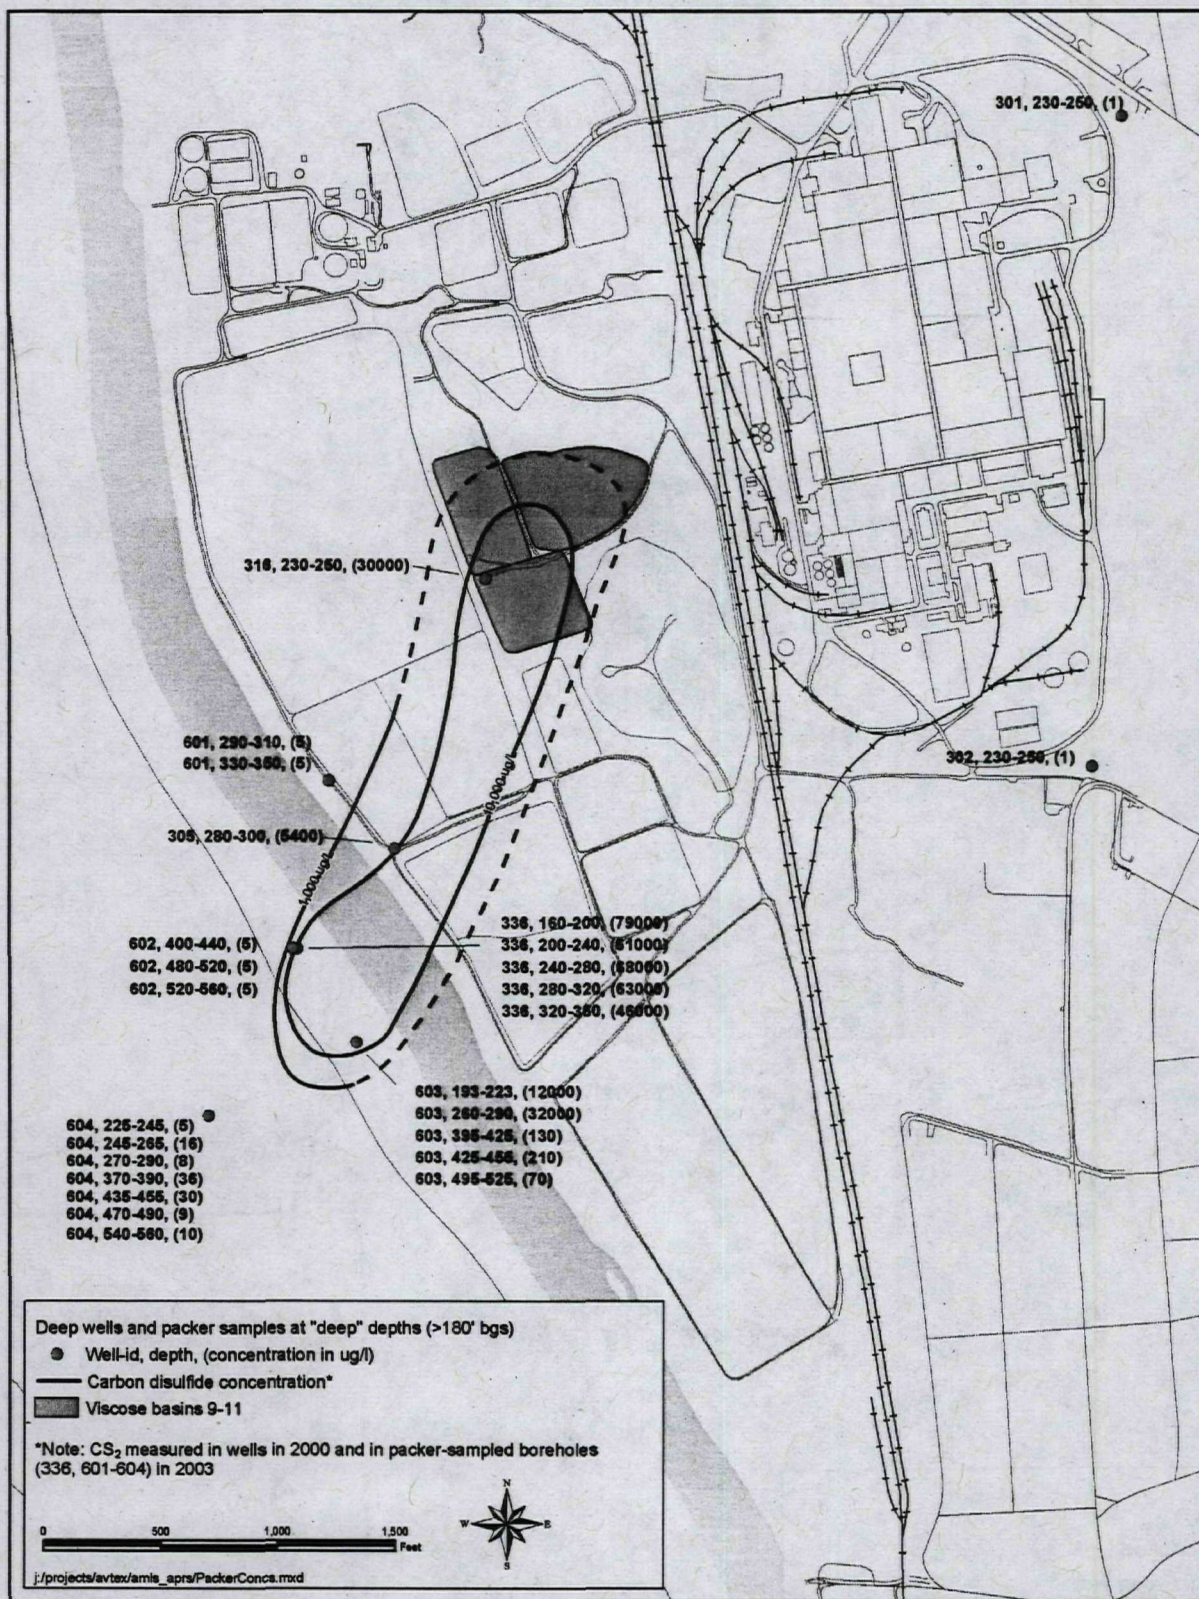 301, 230-250, (1)
316, 230-250, (30000)
601, 290-310, (5)
601, 330-350, (5)
302, 230-250, (1)
10,000 ug/L
305, 280-300, (5400)
1,000 ug/L
336, 160-200, (79000)
336, 200-240, (51000)
336, 240-280, (68000)
336, 280-320, (63000)
336, 320-360, (46000)
602, 400-440, (5)
602, 480-520, (5)
602, 520-560, (5)
603, 193-223, (12000)
603, 260-290, (32000)
603, 395-425, (130)
603, 425-455, (210)
603, 495-525, (70)
604, 225-245, (5)
604, 245-265, (16)
604, 270-290, (8)
604, 370-390, (36)
604, 435-455, (30)
604, 470-490, (9)
604, 540-560, (10)
Deep wells and packer samples at "deep" depths (>180' bgs)
Well-id, depth, (concentration in ug/l)
Carbon disulfide concentration*
Viscose basins 9-11
*Note: CS₂ measured in wells in 2000 and in packer-sampled boreholes
(336, 601-604) in 2003
N
W E
S
0 500 1,000 1,500
Feet
j:/projects/avtex/amis_aprs/PackerConcs.mxd